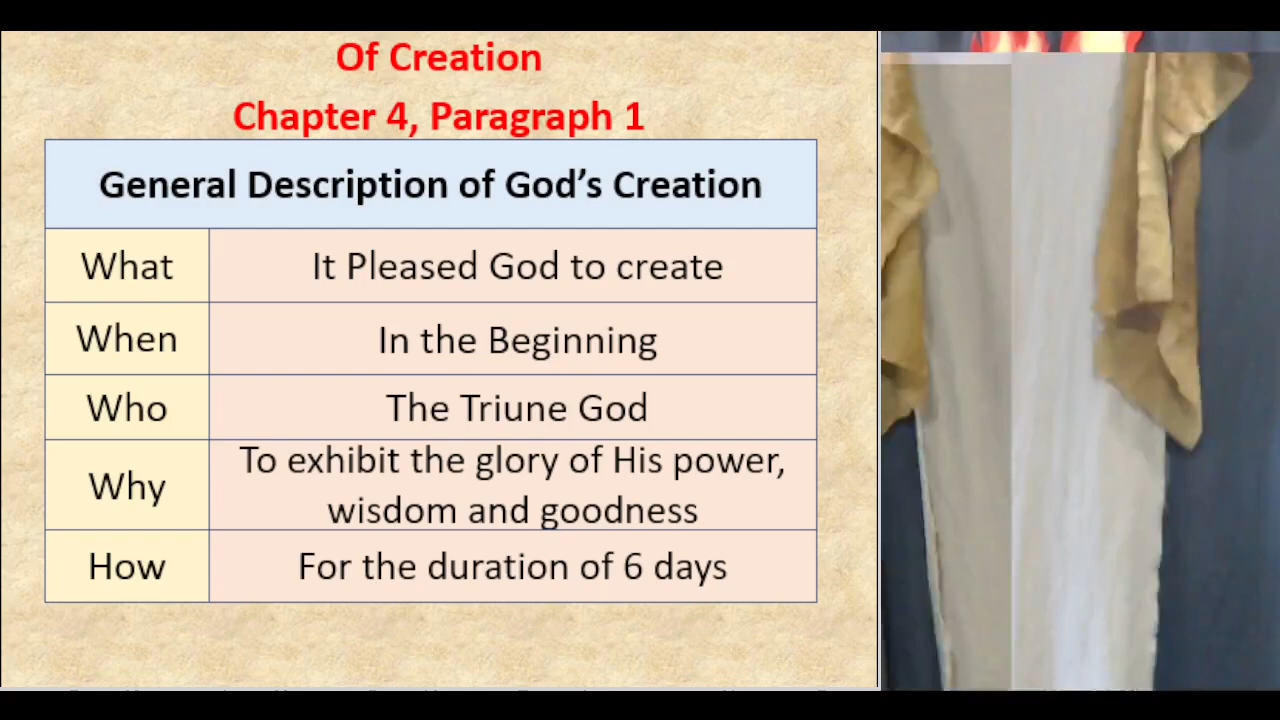 Of Creation
Chapter 4, Paragraph 1
General Description of God’s Creation
What It Pleased God to create
When In the Beginning
Who The Triune God
Why To exhibit the glory of His power,
wisdom and goodness
How For the duration of 6 days